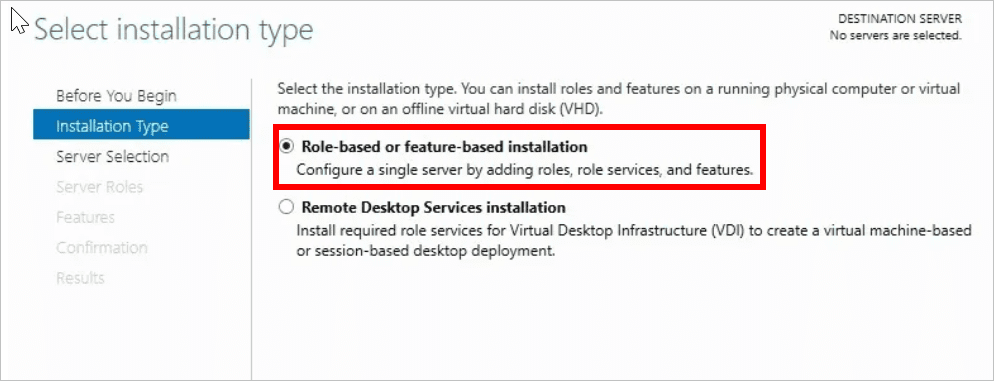 Select installation type
DESTINATION SERVER
No servers are selected.
Before You Begin
Installation Type
Server Selection
Server Roles
Features
Confirmation
Results
Select the installation type. You can install roles and features on a running physical computer or virtual
machine, or on an offline virtual hard disk (VHD).
Role-based or feature-based installation
Configure a single server by adding roles, role services, and features.
Remote Desktop Services installation
Install required role services for Virtual Desktop Infrastructure (VDI) to create a virtual machine-based
or session-based desktop deployment.